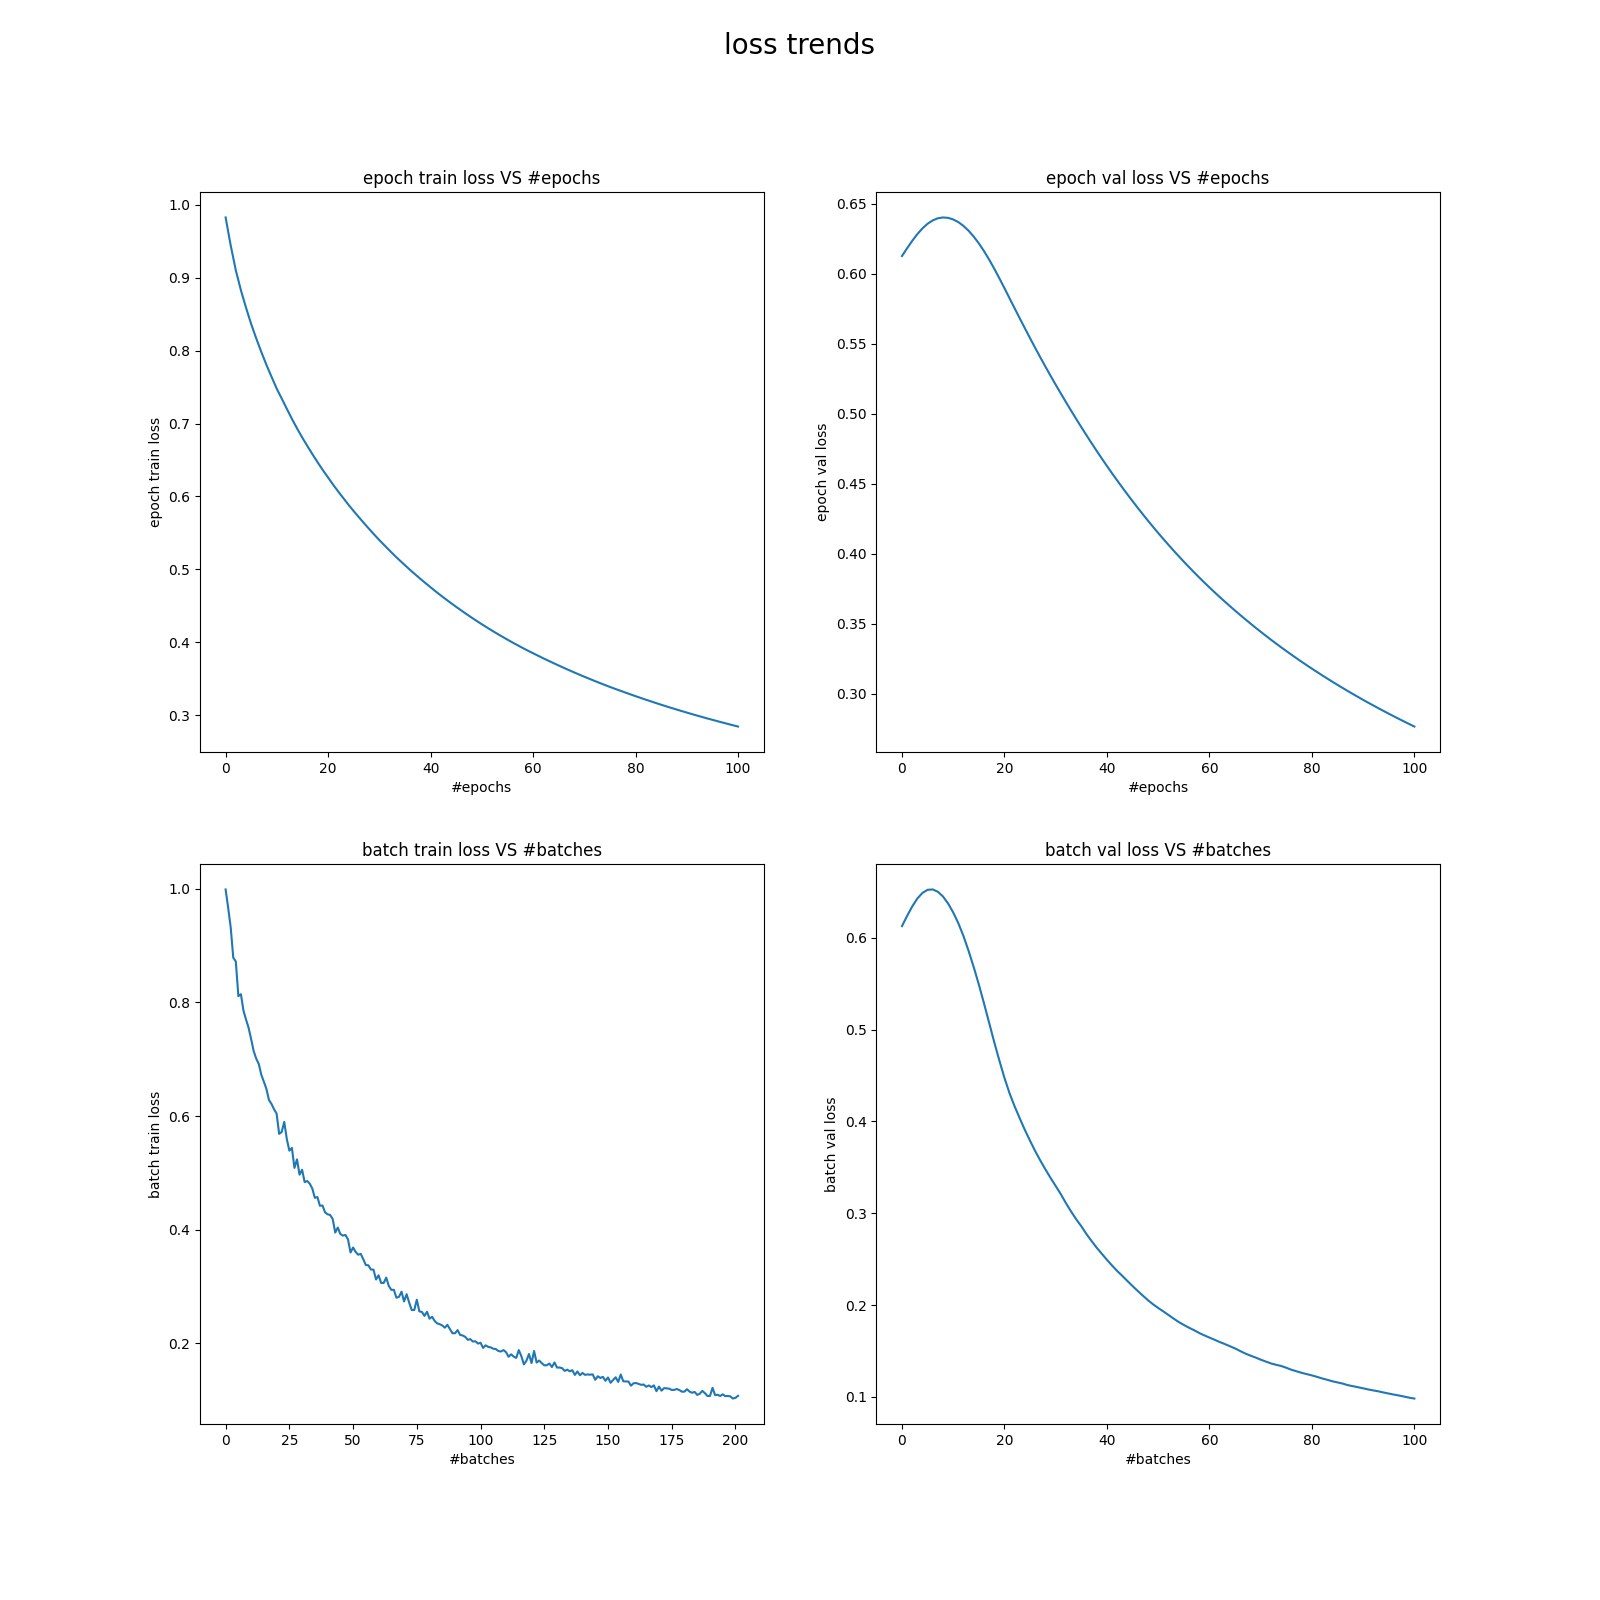 loss trends
epoch train loss VS #epochs
epoch train loss
1.0
0.9
0.8
0.7
0.6
0.5
0.4
0.3
0 20 40 60 80 100
#epochs
epoch val loss VS #epochs
epoch val loss
0.65
0.60
0.55
0.50
0.45
0.40
0.35
0.30
0 20 40 60 80 100
#epochs
batch train loss VS #batches
batch train loss
1.0
0.8
0.6
0.4
0.2
0 25 50 75 100 125 150 175 200
#batches
batch val loss VS #batches
batch val loss
0.6
0.5
0.4
0.3
0.2
0.1
0 20 40 60 80 100
#batches